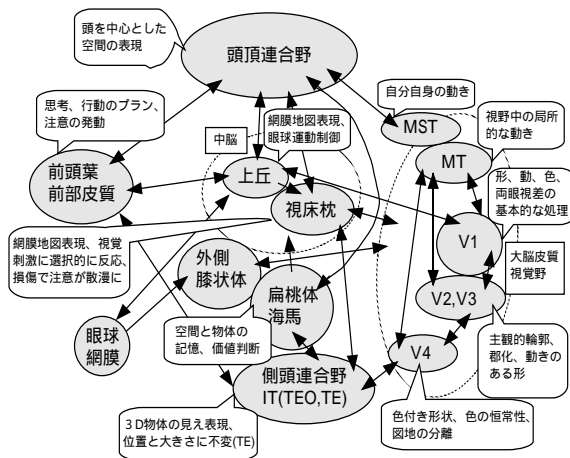 頭を中心とした
空間の表現
頭頂連合野
思考、行動のプラン、
注意の発動
前頭葉
前部皮質
中脳
網膜地図表現、
眼球運動制御
上丘
視床枕
自分自身の動き
MST
MT
視野中の局所
的な動き
形、動、色、
両眼視差の
基本的な処理
V1
大脳皮質
視覚野
V2,V3
主観的輪郭、
郡化、動きの
ある形
V4
色付き形状、色の恒常性、
図地の分離
網膜地図表現、視覚
刺激に選択的に反応、
損傷で注意が散漫に
外側
膝状体
眼球
網膜
扁桃体
海馬
空間と物体の
記憶、価値判断
側頭連合野
IT(TEO,TE)
３D物体の見え表現、
位置と大きさに不変(TE)